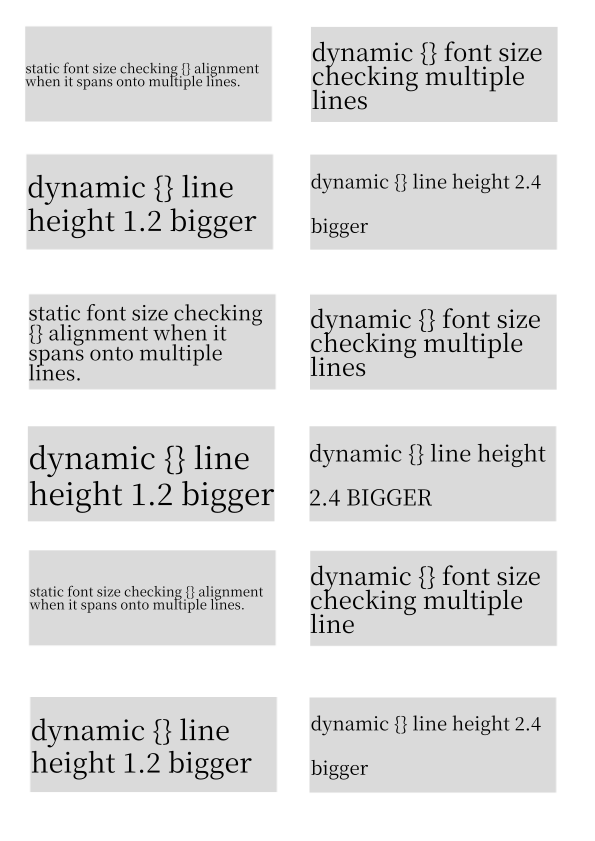 static font size checking {} alignment
when it spans onto multiple lines.
dynamic {} font size
checking multiple
lines
dynamic {} line
height 1.2 bigger
dynamic {} line height 2.4
bigger
static font size checking
{} alignment when it
spans onto multiple
lines.
dynamic {} font size
checking multiple
lines
dynamic {} line
height 1.2 bigger
dynamic {} line height
2.4 BIGGER
static font size checking {} alignment
when it spans onto multiple lines.
dynamic {} font size
checking multiple
line
dynamic {} line
height 1.2 bigger
dynamic {} line height 2.4
bigger